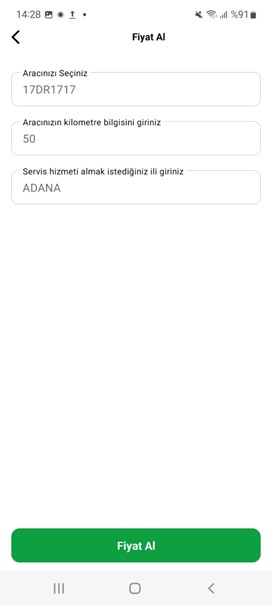 14:28 %91
Fiyat Al
Aracınızı Seçiniz
17DR1717
Aracınızın kilometre bilgisini giriniz
50
Servis hizmeti almak istediğiniz ili giriniz
ADANA
Fiyat Al